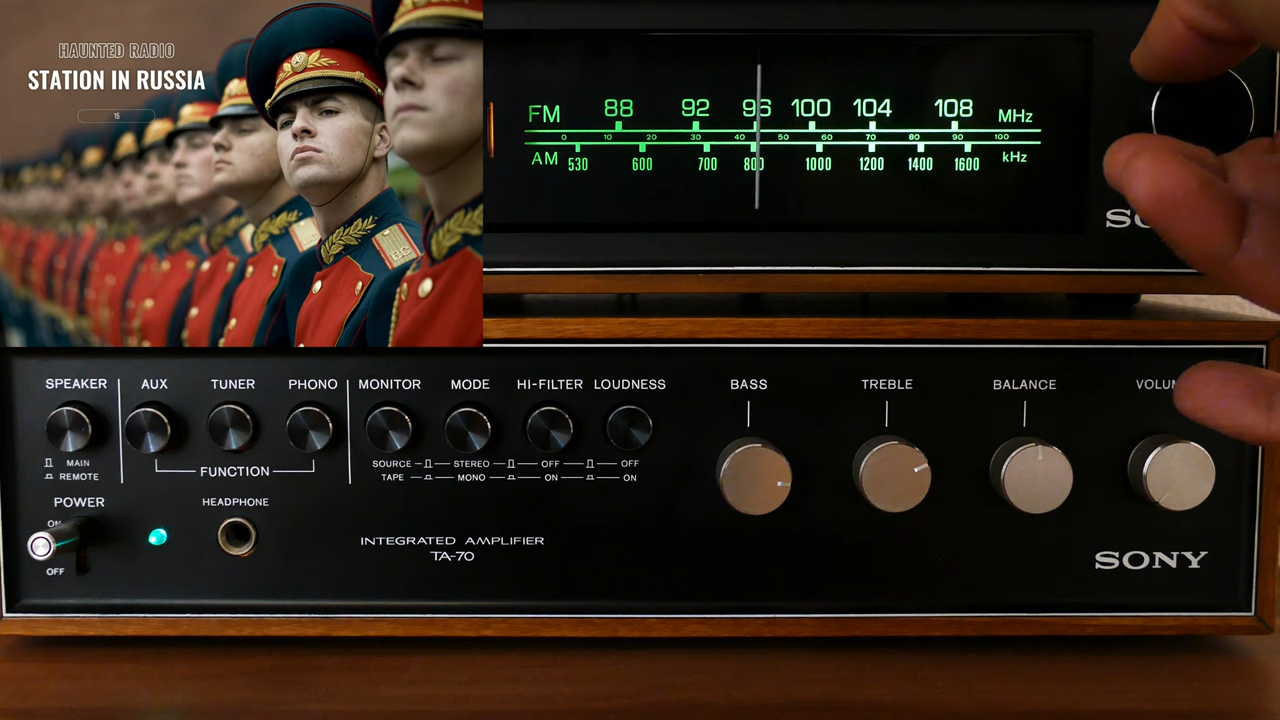 HAUNTED RADIO
STATION IN RUSSIA
15
FM 88 92 96 100 104 108 MHz
0 10 20 30 40 50 60 70 80 90 100
AM 530 600 700 800 1000 1200 1400 1600 kHz
SO
SPEAKER AUX TUNER PHONO MONITOR MODE HI-FILTER LOUDNESS BASS TREBLE BALANCE VOLUM
MAIN
REMOTE
FUNCTION
SOURCE STEREO OFF OFF
TAPE MONO ON ON
POWER
ON
OFF
HEADPHONE
INTEGRATED AMPLIFIER
TA-70
SONY